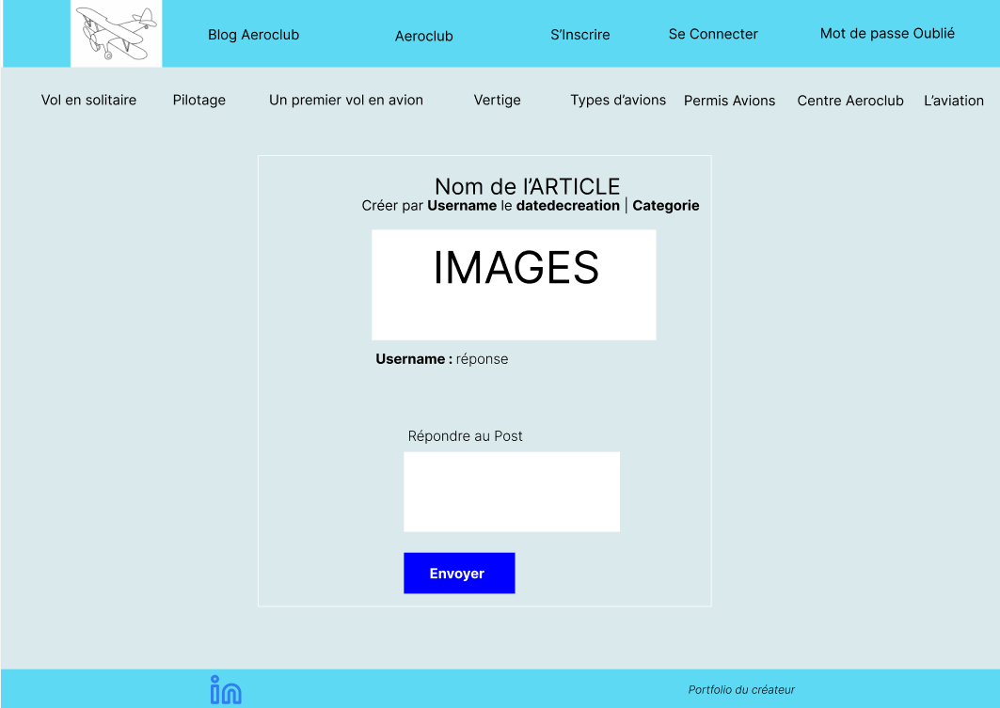 Blog Aeroclub
Aeroclub
S’Inscrire
Se Connecter
Mot de passe Oublié
Vol en solitaire
Pilotage
Un premier vol en avion
Vertige
Types d’avions
Permis Avions
Centre Aeroclub
L’aviation
Nom de l’ARTICLE
Créer par Username le datedecreation | Categorie
IMAGES
Username : réponse
Répondre au Post
Envoyer
in
Portfolio du créateur